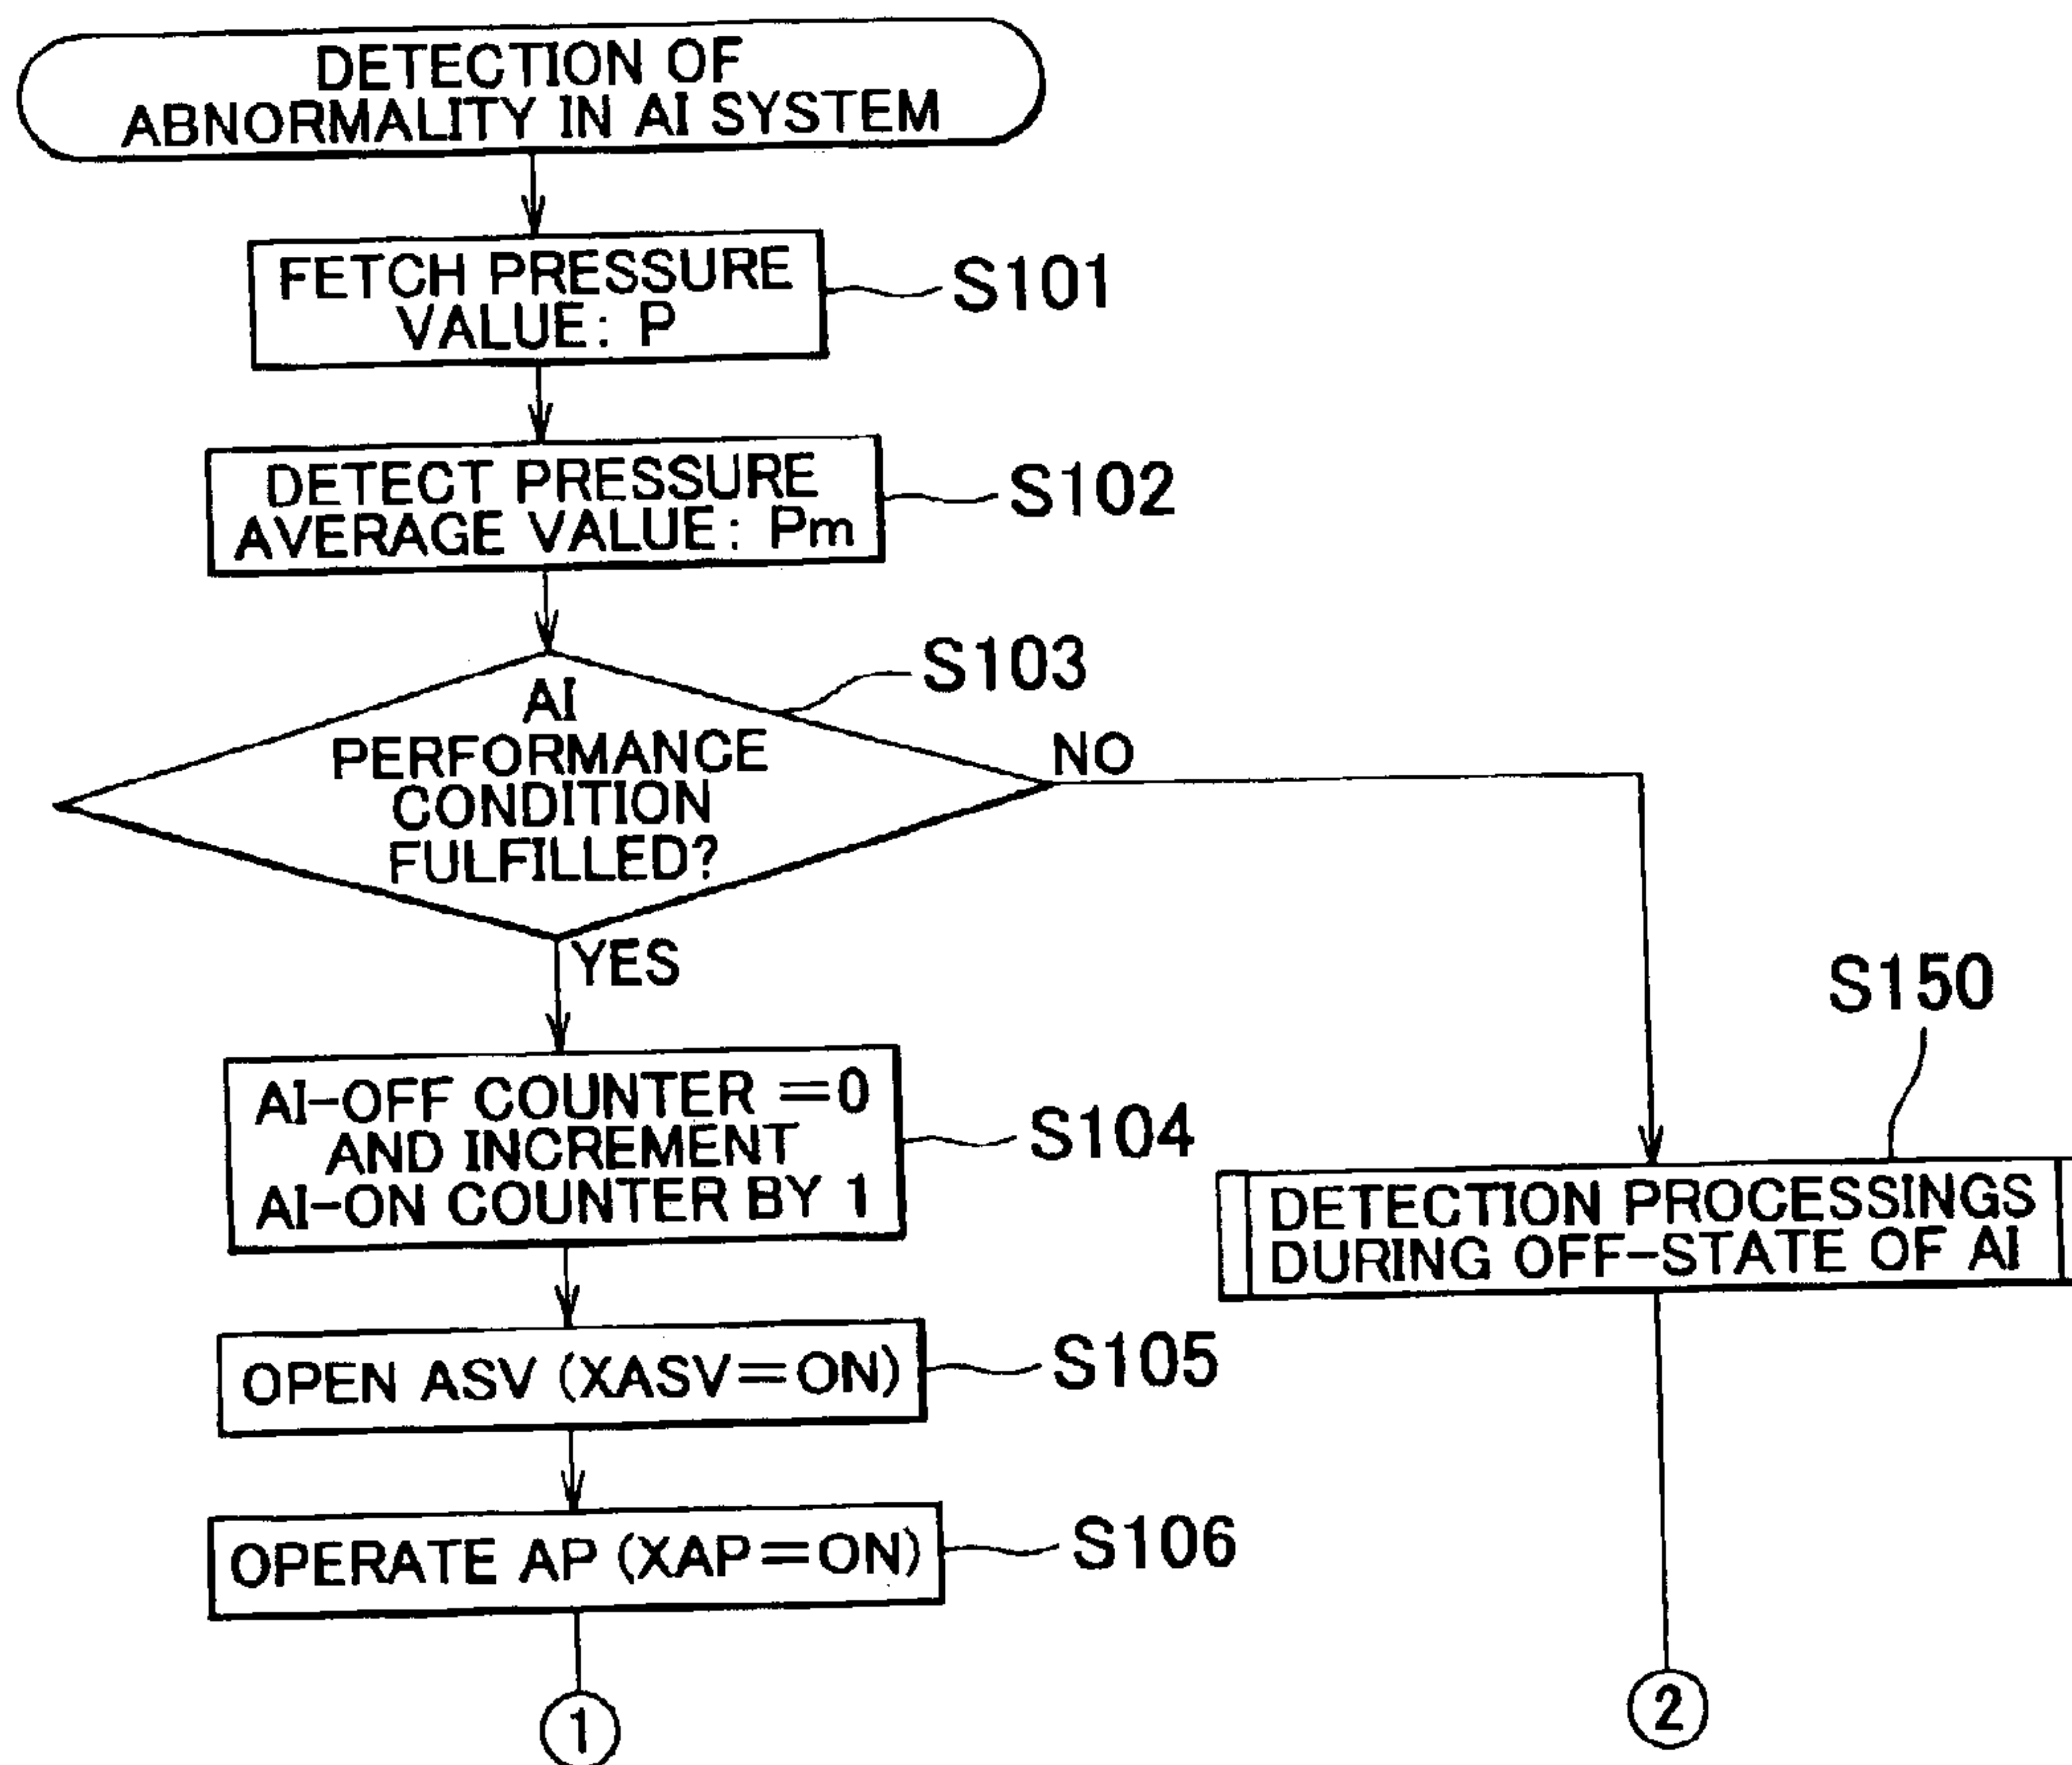 DETECTION OF
ABNORMALITY IN AI SYSTEM
FETCH PRESSURE
VALUE: P
S101
DETECT PRESSURE
AVERAGE VALUE: Pm
S102
S103
AI
PERFORMANCE
CONDITION
FULFILLED?
NO
YES
AI-OFF COUNTER =0
AND INCREMENT
AI-ON COUNTER BY 1
S104
S150
DETECTION PROCESSINGS
DURING OFF-STATE OF AI
OPEN ASV (XASV=ON)
S105
OPERATE AP (XAP=ON)
S106
1
2